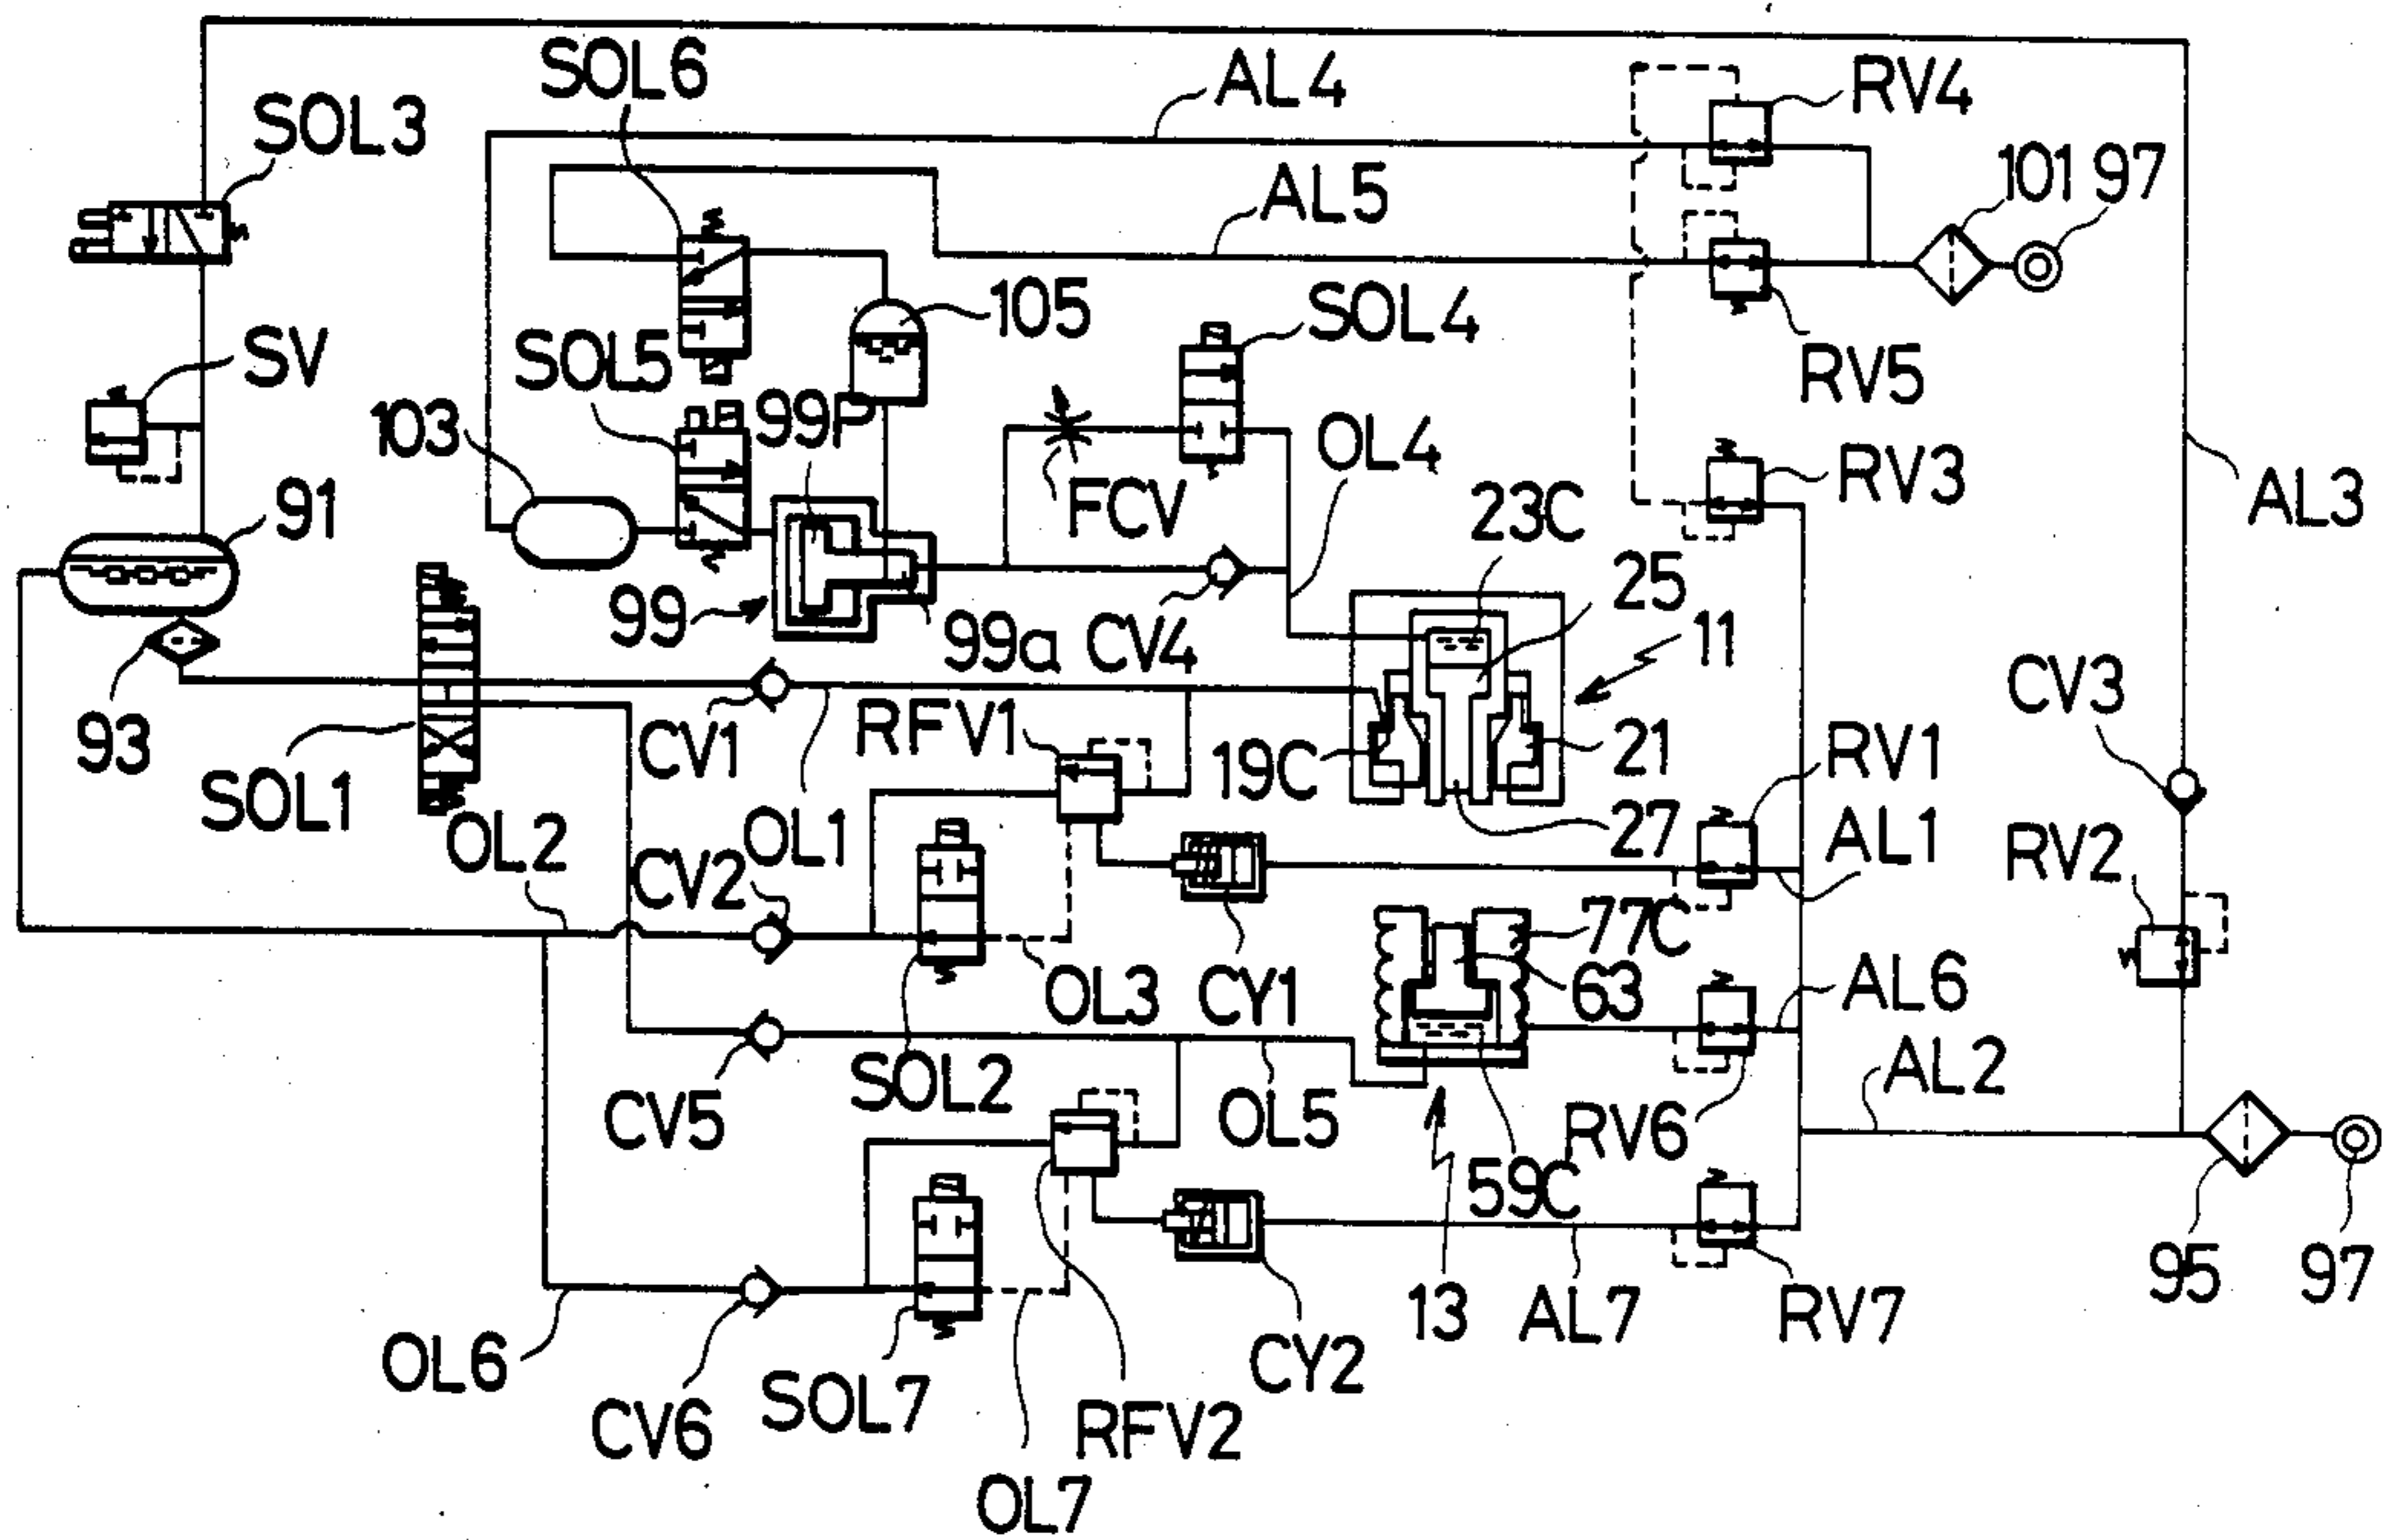 SOL6
AL4
RV4
SOL3
101 97
AL5
105
SOL4
SV
SOL5
RV5
99P
103
OL4
RV3
FCV
23C
AL3
91
25
99
99a
CV4
11
CV3
93
CV1
RFV1
19C
21
RV1
SOL1
OL2
OL1
27
AL1
RV2
CV2
77C
OL3
CY1
63
AL6
SOL2
AL2
CV5
OL5
RV6
59C
95
97
13
AL7
RV7
OL6
CY2
CV6
SOL7
RFV2
OL7